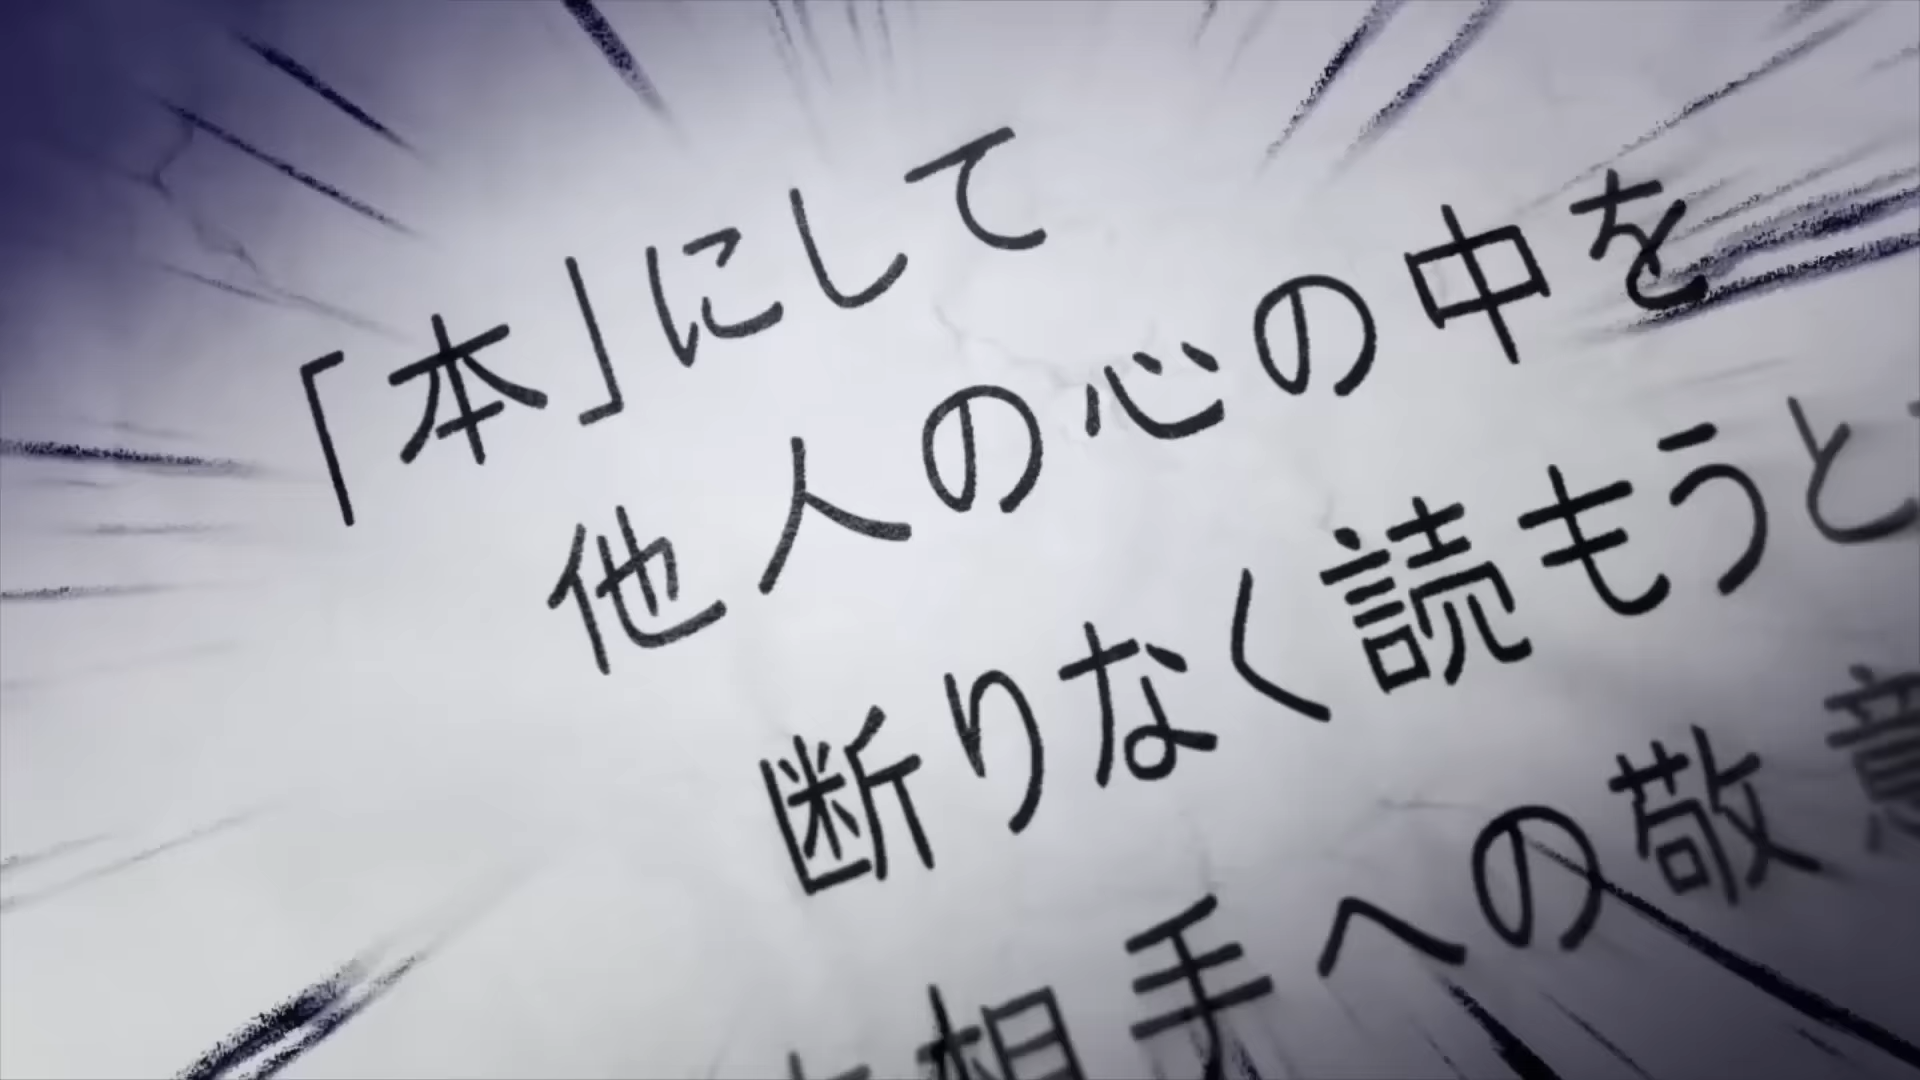 「本」にして
他人の心の中を
断りなく読もうと
相手への敬意